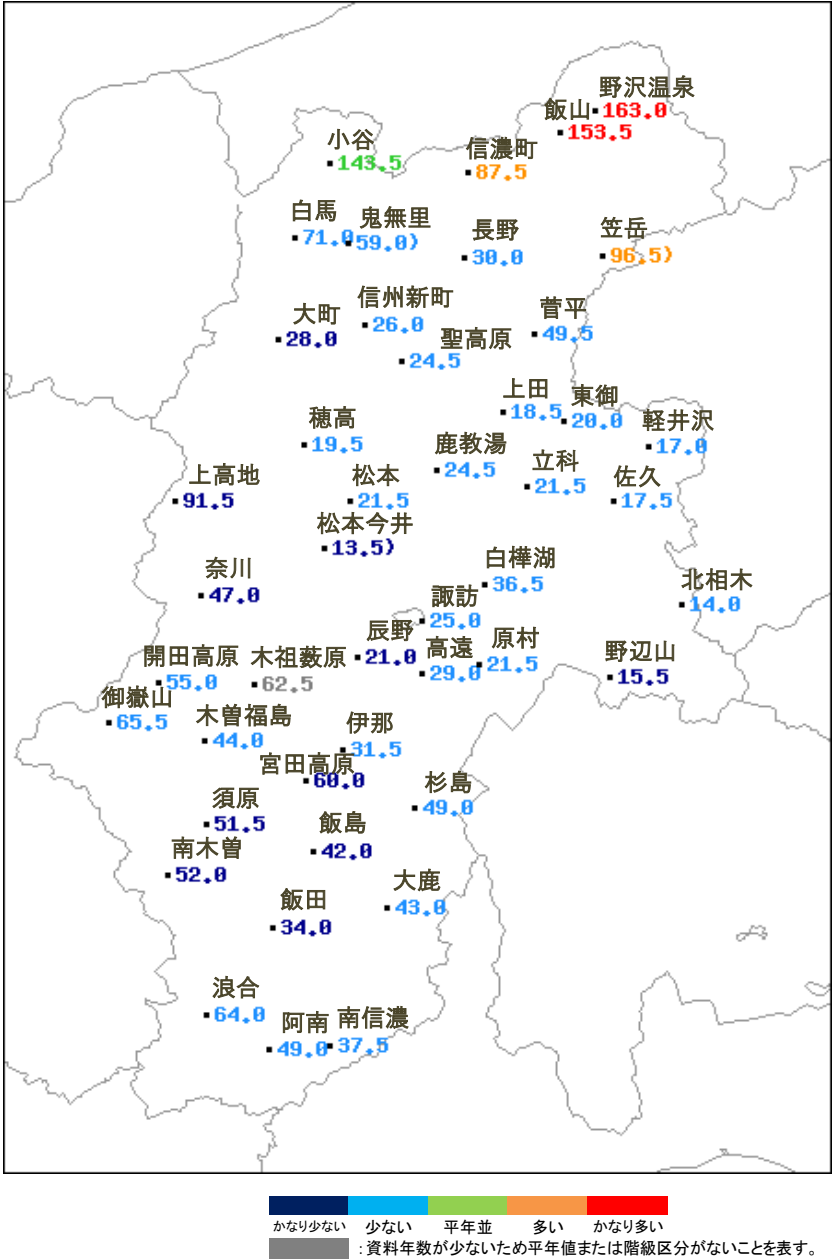 野沢温泉
163.0
飯山
153.5
小谷
143.5
信濃町
87.5
白馬
71.0
鬼無里
59.0)
長野
30.0
笠岳
96.5)
信州新町
26.0
大町
28.0
菅平
49.5
聖高原
24.5
上田
18.5
東御
20.0
軽井沢
17.0
穂高
19.5
鹿教湯
24.5
立科
21.5
佐久
17.5
上高地
91.5
松本
21.5
松本今井
13.5)
奈川
47.0
白樺湖
36.5
北相木
14.0
諏訪
25.0
辰野
21.0
高遠
29.0
原村
21.5
野辺山
15.5
開田高原
55.0
木祖薮原
62.5
御嶽山
65.5
木曽福島
44.0
伊那
31.5
宮田高原
60.0
杉島
49.0
須原
51.5
飯島
42.0
南木曽
52.0
大鹿
43.0
飯田
34.0
浪合
64.0
阿南
49.0
南信濃
37.5
かなり少ない 少ない 平年並 多い かなり多い
：資料年数が少ないため平年値または階級区分がないことを表す。